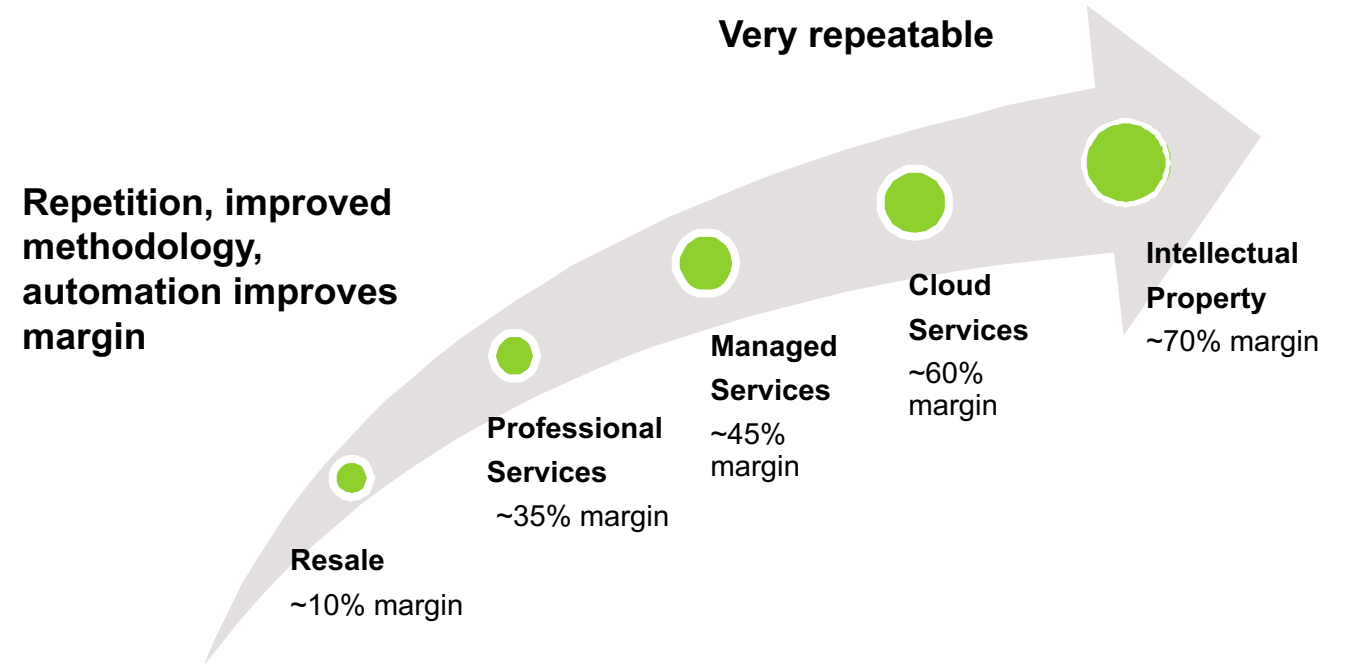 Very repeatable
Repetition, improved
methodology,
automation improves
margin
Resale
~10% margin
Professional
Services
~35% margin
Managed
Services
~45%
margin
Cloud
Services
~60%
margin
Intellectual
Property
~70% margin